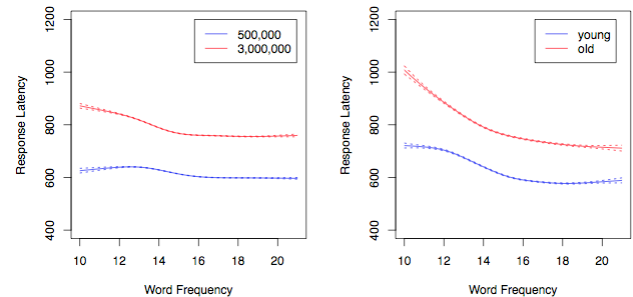 500,000
3,000,000
Response Latency
400 600 800 1000 1200
10 12 14 16 18 20
Word Frequency
young
old
Response Latency
400 600 800 1000 1200
10 12 14 16 18 20
Word Frequency